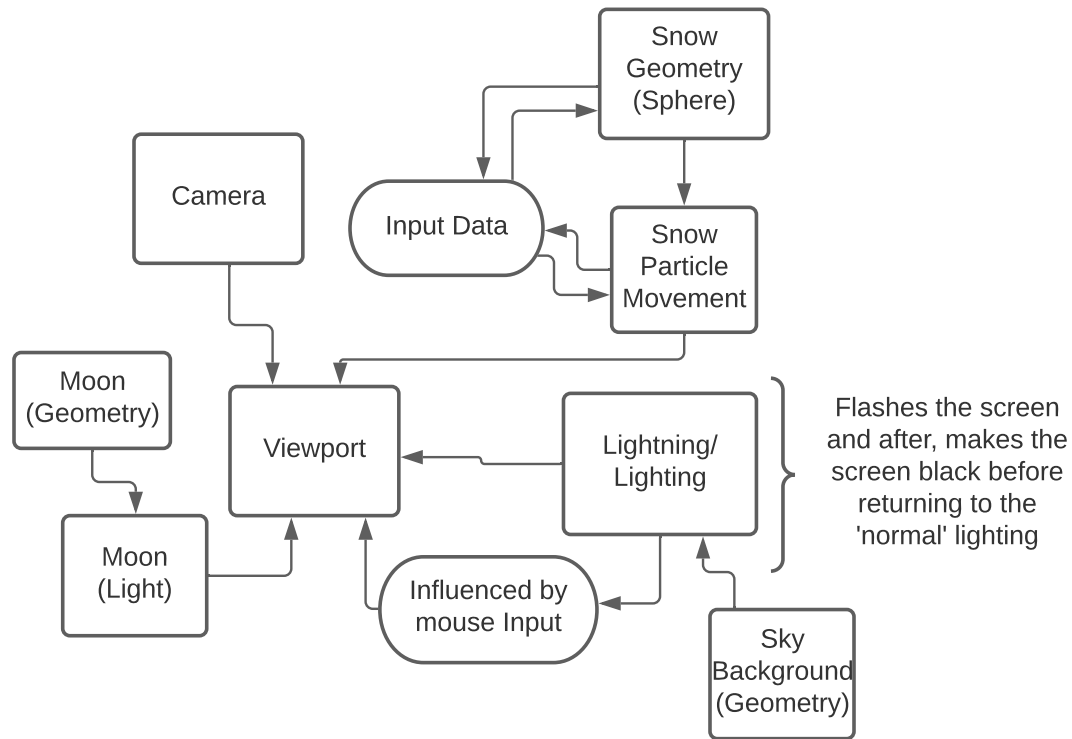 Snow
Geometry
(Sphere)
Camera
Input Data
Snow
Particle
Movement
Moon
(Geometry)
Viewport
Lightning/
Lighting
Flashes the screen
and after, makes the
screen black before
returning to the
'normal' lighting
Moon
(Light)
Influenced by
mouse Input
Sky
Background
(Geometry)